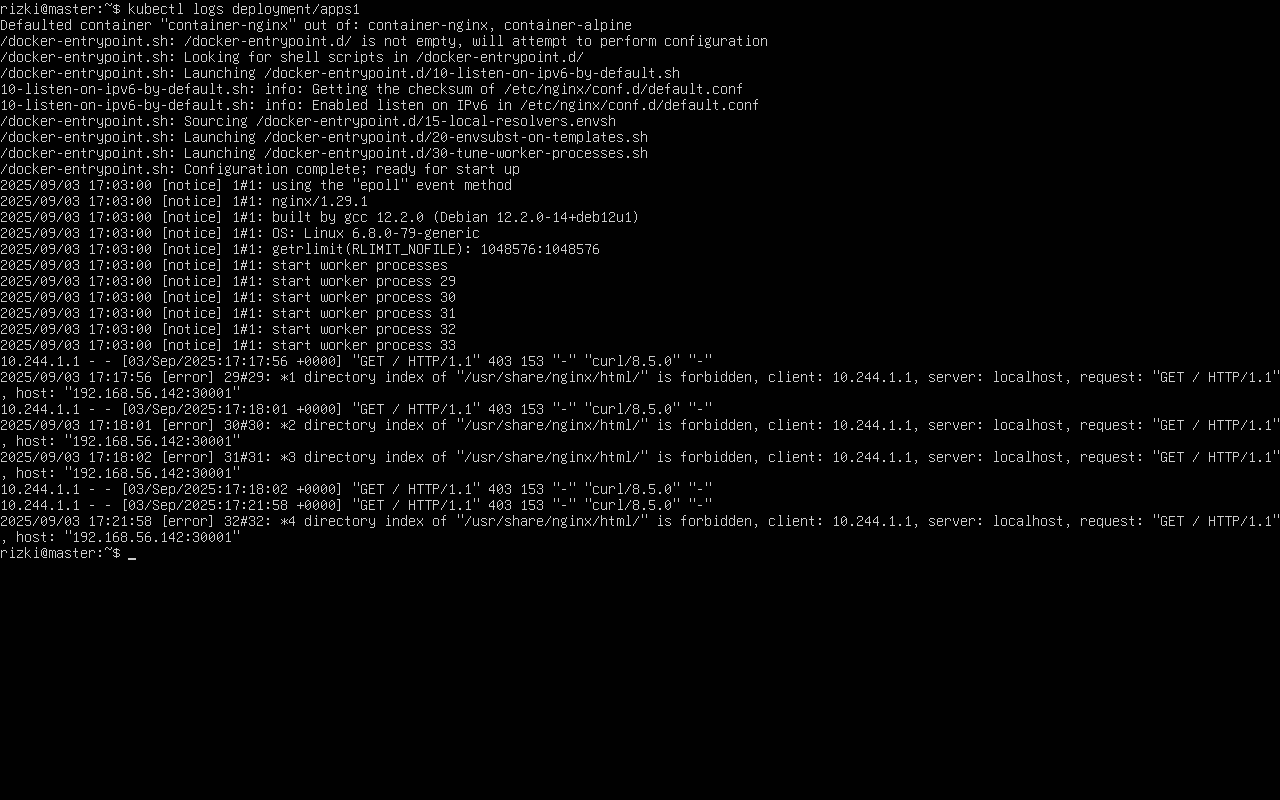 rizki@master:~$ kubectl logs deployment/apps1
Defaulted container "container-nginx" out of: container-nginx, container-alpine
/docker-entrypoint.sh: /docker-entrypoint.d/ is not empty, will attempt to perform configuration
/docker-entrypoint.sh: Looking for shell scripts in /docker-entrypoint.d/
/docker-entrypoint.sh: Launching /docker-entrypoint.d/10-listen-on-ipv6-by-default.sh
10-listen-on-ipv6-by-default.sh: info: Getting the checksum of /etc/nginx/conf.d/default.conf
10-listen-on-ipv6-by-default.sh: info: Enabled listen on IPv6 in /etc/nginx/conf.d/default.conf
/docker-entrypoint.sh: Sourcing /docker-entrypoint.d/15-local-resolvers.envsh
/docker-entrypoint.sh: Launching /docker-entrypoint.d/20-envsubst-on-templates.sh
/docker-entrypoint.sh: Launching /docker-entrypoint.d/30-tune-worker-processes.sh
/docker-entrypoint.sh: Configuration complete; ready for start up
2025/09/03 17:03:00 [notice] 1#1: using the "epoll" event method
2025/09/03 17:03:00 [notice] 1#1: nginx/1.29.1
2025/09/03 17:03:00 [notice] 1#1: built by gcc 12.2.0 (Debian 12.2.0-14+deb12u1)
2025/09/03 17:03:00 [notice] 1#1: OS: Linux 6.8.0-79-generic
2025/09/03 17:03:00 [notice] 1#1: getrlimit(RLIMIT_NOFILE): 1048576:1048576
2025/09/03 17:03:00 [notice] 1#1: start worker processes
2025/09/03 17:03:00 [notice] 1#1: start worker process 29
2025/09/03 17:03:00 [notice] 1#1: start worker process 30
2025/09/03 17:03:00 [notice] 1#1: start worker process 31
2025/09/03 17:03:00 [notice] 1#1: start worker process 32
2025/09/03 17:03:00 [notice] 1#1: start worker process 33
10.244.1.1 - - [03/Sep/2025:17:17:56 +0000] "GET / HTTP/1.1" 403 153 "-" "curl/8.5.0" "-"
2025/09/03 17:17:56 [error] 29#29: *1 directory index of "/usr/share/nginx/html/" is forbidden, client: 10.244.1.1, server: localhost, request: "GET / HTTP/1.1"
, host: "192.168.56.142:30001"
10.244.1.1 - - [03/Sep/2025:17:18:01 +0000] "GET / HTTP/1.1" 403 153 "-" "curl/8.5.0" "-"
2025/09/03 17:18:01 [error] 30#30: *2 directory index of "/usr/share/nginx/html/" is forbidden, client: 10.244.1.1, server: localhost, request: "GET / HTTP/1.1"
, host: "192.168.56.142:30001"
2025/09/03 17:18:02 [error] 31#31: *3 directory index of "/usr/share/nginx/html/" is forbidden, client: 10.244.1.1, server: localhost, request: "GET / HTTP/1.1"
, host: "192.168.56.142:30001"
10.244.1.1 - - [03/Sep/2025:17:18:02 +0000] "GET / HTTP/1.1" 403 153 "-" "curl/8.5.0" "-"
10.244.1.1 - - [03/Sep/2025:17:21:58 +0000] "GET / HTTP/1.1" 403 153 "-" "curl/8.5.0" "-"
2025/09/03 17:21:58 [error] 32#32: *4 directory index of "/usr/share/nginx/html/" is forbidden, client: 10.244.1.1, server: localhost, request: "GET / HTTP/1.1"
, host: "192.168.56.142:30001"
rizki@master:~$ _